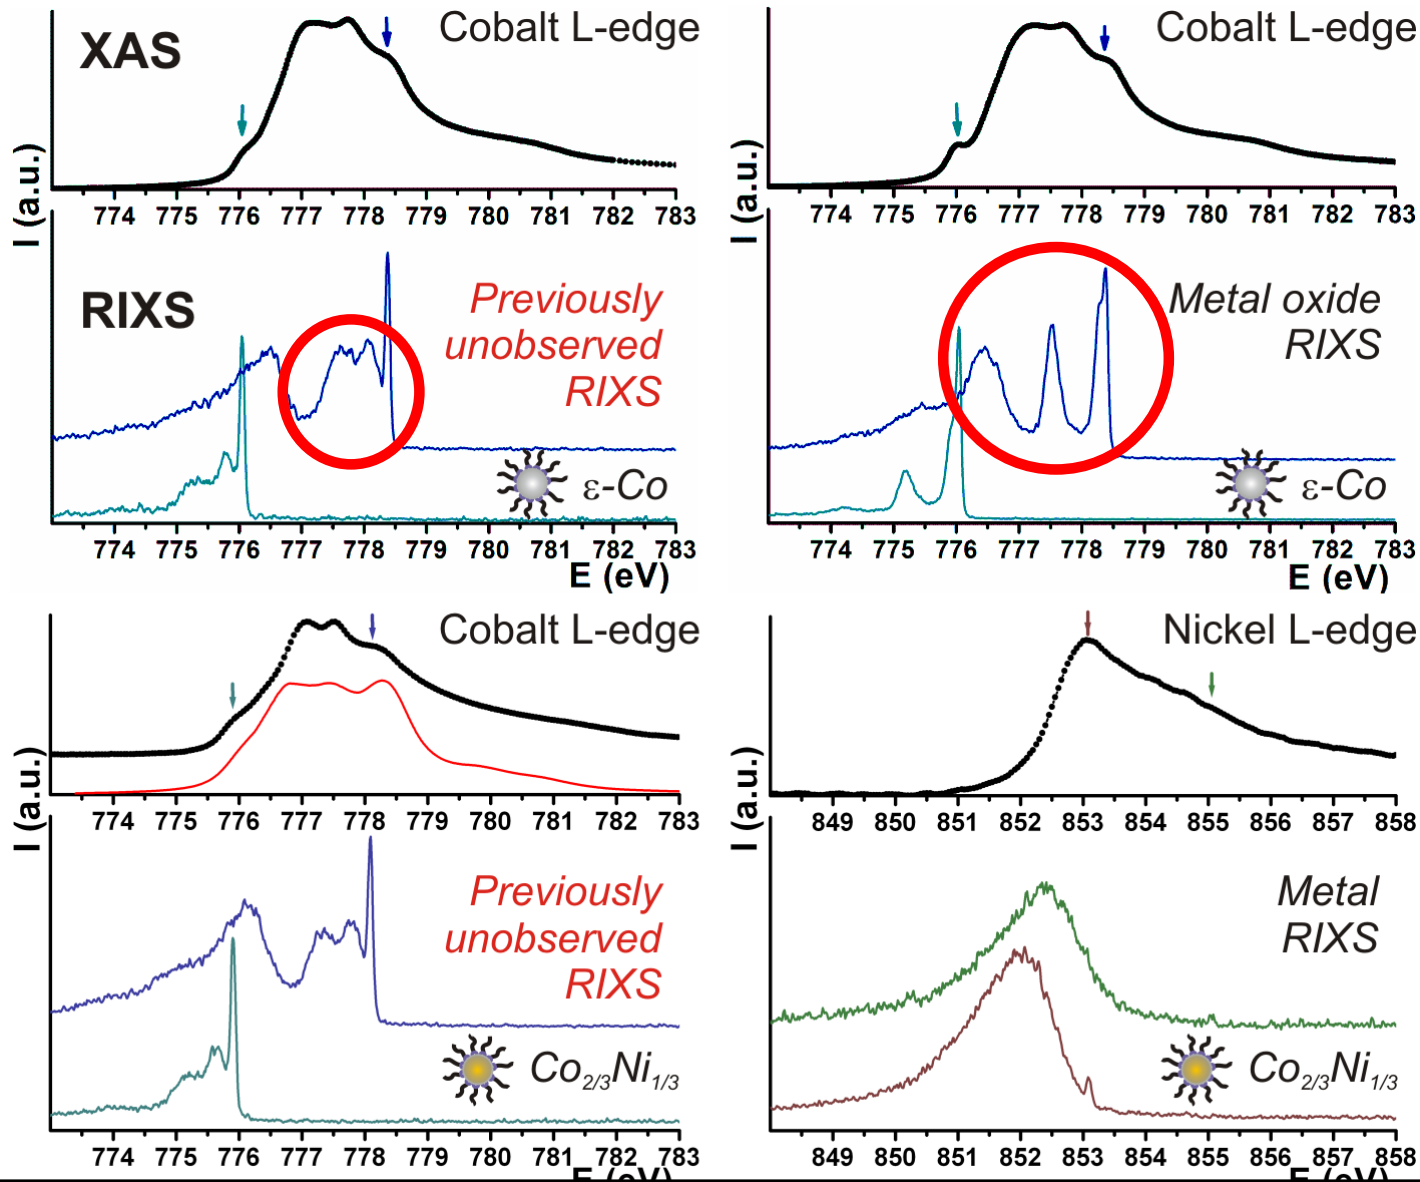 XAS
Cobalt L-edge
I (a.u.)
774 775 776 777 778 779 780 781 782 783
RIXS
Previously
unobserved
RIXS
ε-Co
774 775 776 777 778 779 780 781 782 783
E (eV)
Cobalt L-edge
I (a.u.)
774 775 776 777 778 779 780 781 782 783
Metal oxide
RIXS
ε-Co
774 775 776 777 778 779 780 781 782 783
E (eV)
Cobalt L-edge
I (a.u.)
774 775 776 777 778 779 780 781 782 783
Previously
unobserved
RIXS
Co2/3Ni1/3
774 775 776 777 778 779 780 781 782 783
E (eV)
Nickel L-edge
I (a.u.)
849 850 851 852 853 854 855 856 857 858
Metal
RIXS
Co2/3Ni1/3
849 850 851 852 853 854 855 856 857 858
E (eV)